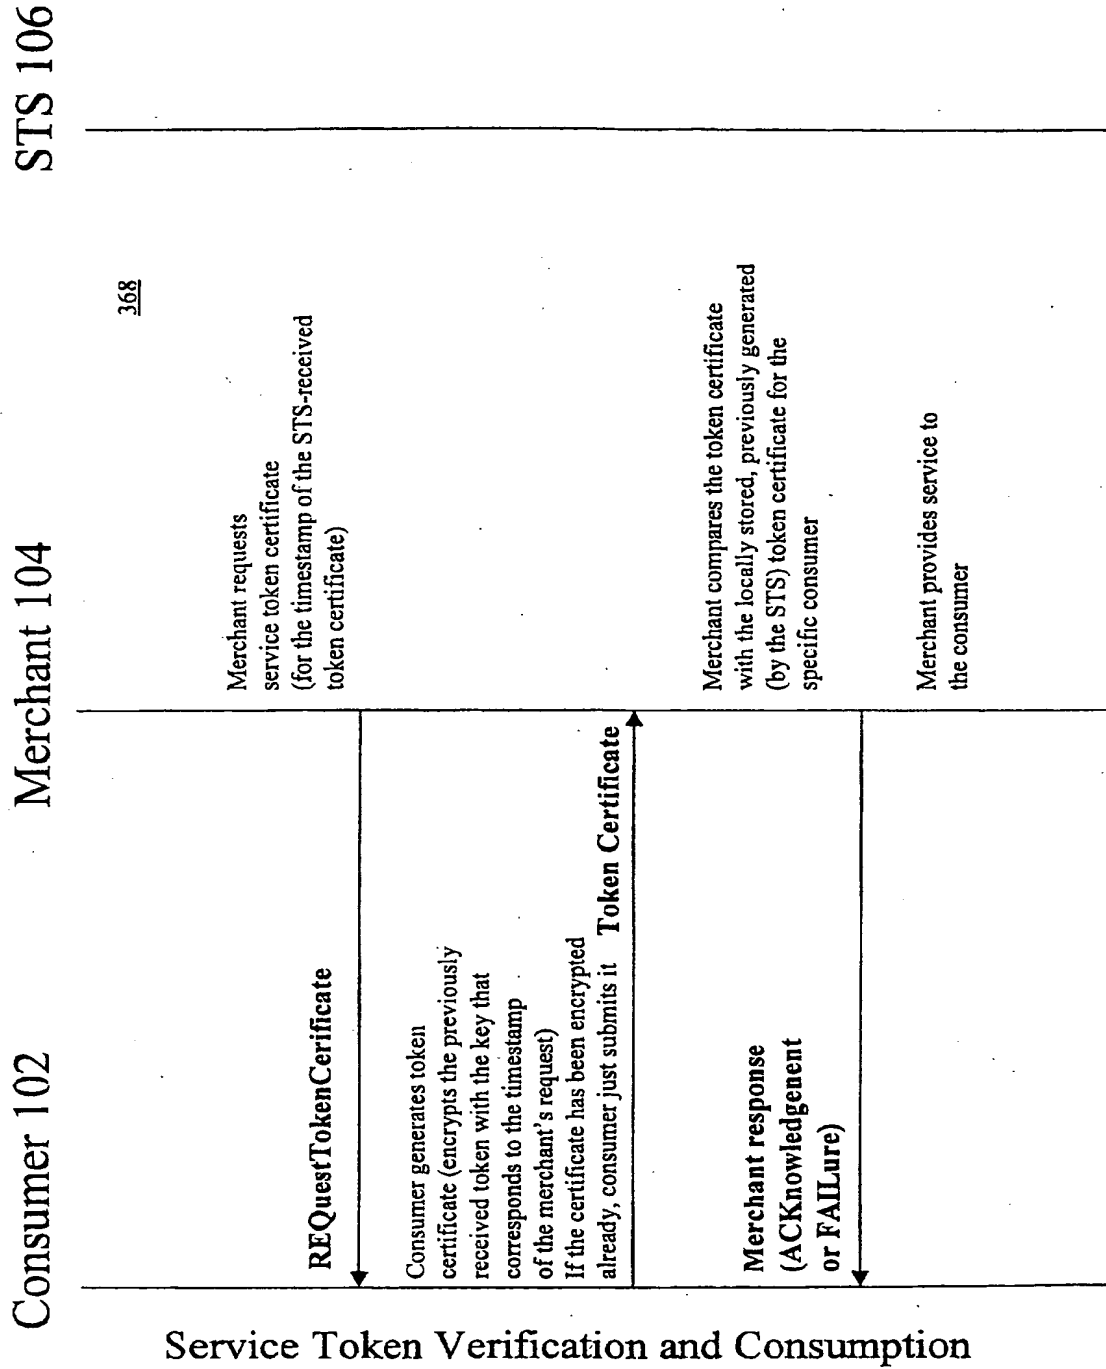 Consumer 102
Merchant 104
STS 106
368
Merchant requests
service token certificate
(for the timestamp of the STS-received
token certificate)
REQuestTokenCerificate
Consumer generates token
certificate (encrypts the previously
received token with the key that
corresponds to the timestamp
of the merchant's request)
If the certificate has been encrypted
already, consumer just submits it
Token Certificate
Merchant compares the token certificate
with the locally stored, previously generated
(by the STS) token certificate for the
specific consumer
Merchant response
(ACKnowledgenent
or FAILure)
Merchant provides service to
the consumer
Service Token Verification and Consumption